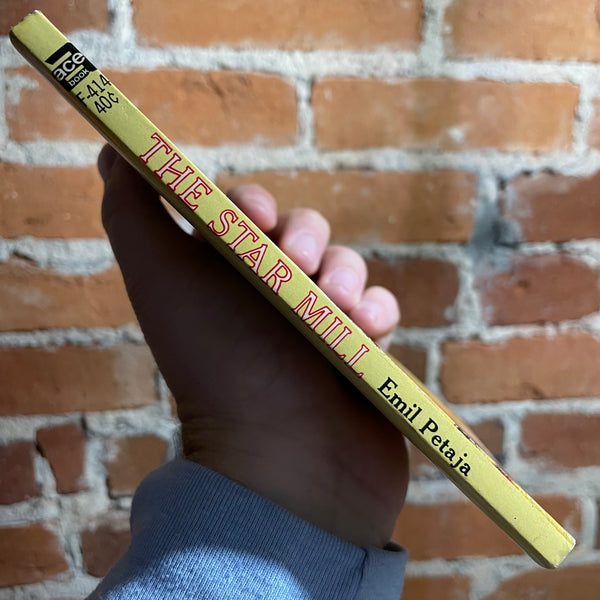 ace
BOOK
F-414
40¢
THE STAR MILL
Emil Petaja